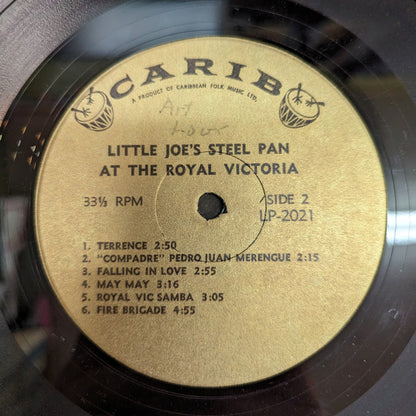 CARIB
A PRODUCT OF CARIBBEAN FOLK MUSIC LTD.
LITTLE JOE'S STEEL PAN
AT THE ROYAL VICTORIA
33⅓ RPM
SIDE 2
LP-2021
1. TERRENCE 2:50
2. "COMPADRE" PEDRO JUAN MERENGUE 2:15
3. FALLING IN LOVE 2:55
4. MAY MAY 3:16
5. ROYAL VIC SAMBA 3:05
6. FIRE BRIGADE 4:55